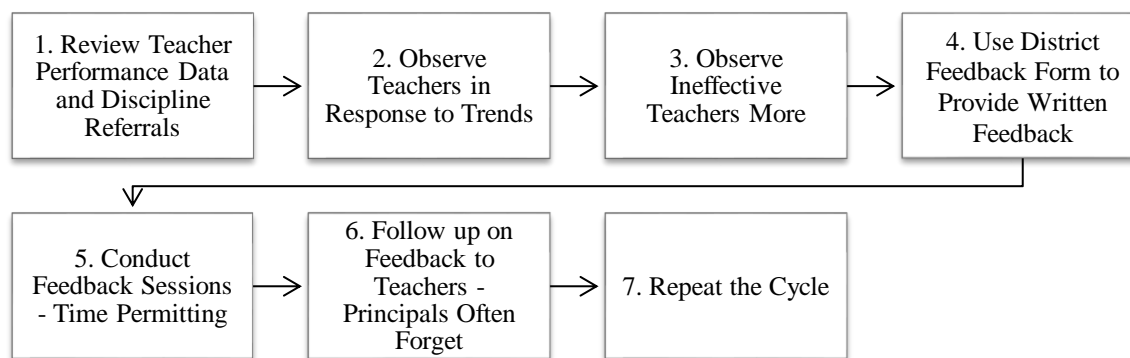 1. Review Teacher
Performance Data
and Discipline
Referrals
2. Observe
Teachers in
Response to Trends
3. Observe
Ineffective
Teachers More
4. Use District
Feedback Form to
Provide Written
Feedback
5. Conduct
Feedback Sessions
- Time Permitting
6. Follow up on
Feedback to
Teachers -
Principals Often
Forget
7. Repeat the Cycle